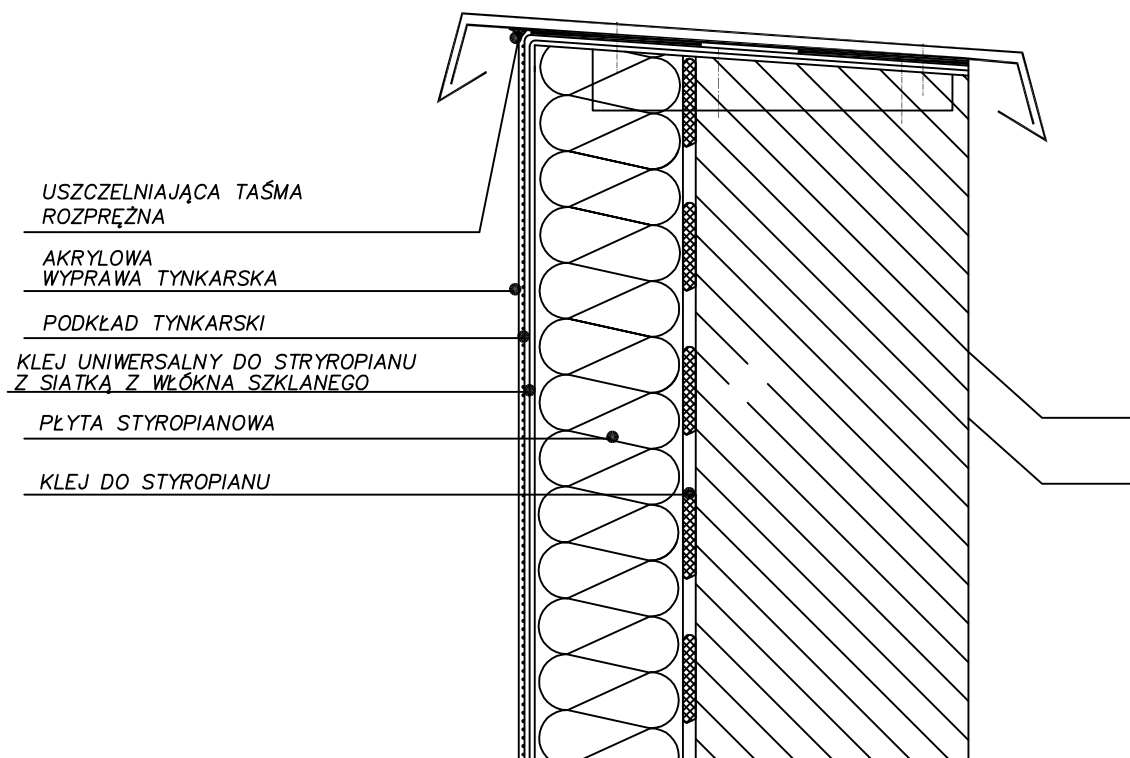 USZCZELNIAJĄCA TAŚMA
ROZPRĘŻNA
AKRYLOWA
WYPRAWA TYNKARSKA
PODKŁAD TYNKARSKI
KLEJ UNIWERSALNY DO STRYROPIANU
Z SIATKĄ Z WŁÓKNA SZKLANEGO
PŁYTA STYROPIANOWA
KLEJ DO STYROPIANU